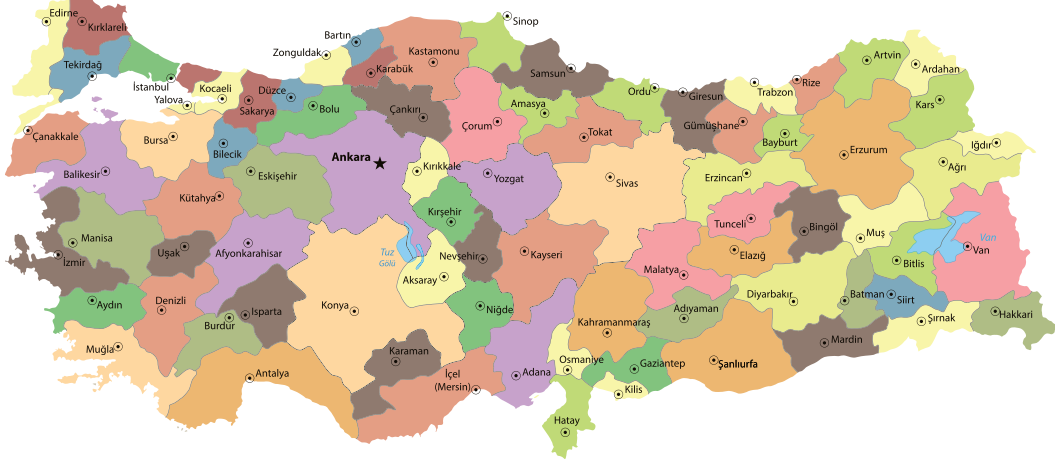 Edirne
Kırklareli
Tekirdağ
İstanbul
Yalova
Kocaeli
Sakarya
Düzce
Zonguldak
Bartın
Karabük
Kastamonu
Sinop
Bolu
Çankırı
Çorum
Samsun
Amasya
Ordu
Giresun
Trabzon
Rize
Artvin
Ardahan
Kars
Tokat
Gümüşhane
Bayburt
Erzurum
Iğdır
Ağrı
Çanakkale
Bursa
Bilecik
Balikesir
Kütahya
Eskişehir
Ankara
Kırıkkale
Yozgat
Sivas
Erzincan
Tunceli
Bingöl
Muş
Van
Van
Bitlis
Manisa
İzmir
Uşak
Afyonkarahisar
Kırşehir
Nevşehir
Kayseri
Tuz
Gölü
Aksaray
Malatya
Elazığ
Diyarbakır
Batman
Siirt
Şırnak
Hakkari
Aydın
Denizli
Burdur
Isparta
Konya
Niğde
Kahramanmaraş
Adıyaman
Mardin
Muğla
Antalya
Karaman
İçel
(Mersin)
Adana
Osmaniye
Gaziantep
Şanlıurfa
Kilis
Hatay